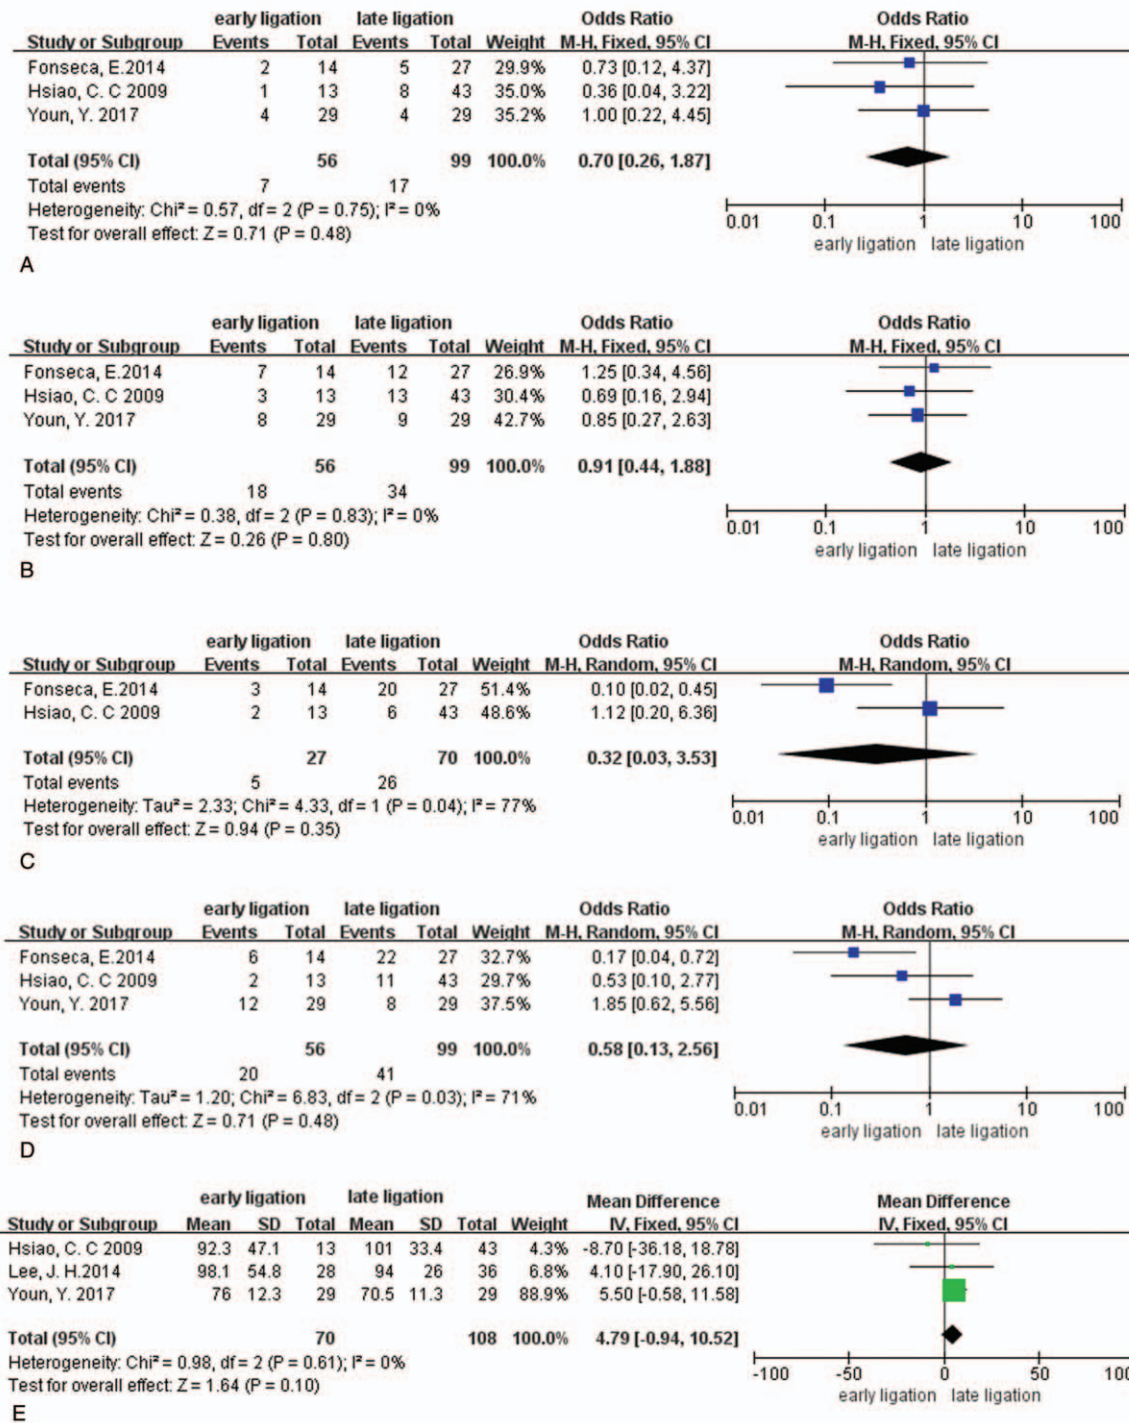 early ligation late ligation Odds Ratio Odds Ratio
Study or Subgroup Events Total Events Total Weight M-H, Fixed, 95% CI M-H, Fixed, 95% CI
Fonseca, E.2014 2 14 5 27 29.9% 0.73 [0.12, 4.37]
Hsiao, C. C 2009 1 13 8 43 35.0% 0.36 [0.04, 3.22]
Youn, Y. 2017 4 29 4 29 35.2% 1.00 [0.22, 4.45]
Total (95% CI) 56 99 100.0% 0.70 [0.26, 1.87]
Total events 7 17
Heterogeneity: Chi² = 0.57, df = 2 (P = 0.75); I² = 0%
Test for overall effect: Z = 0.71 (P = 0.48)
0.01 0.1 1 10 100
early ligation late ligation
A
early ligation late ligation Odds Ratio Odds Ratio
Study or Subgroup Events Total Events Total Weight M-H, Fixed, 95% CI M-H, Fixed, 95% CI
Fonseca, E.2014 7 14 12 27 26.9% 1.25 [0.34, 4.56]
Hsiao, C. C 2009 3 13 13 43 30.4% 0.69 [0.16, 2.94]
Youn, Y. 2017 8 29 9 29 42.7% 0.85 [0.27, 2.63]
Total (95% CI) 56 99 100.0% 0.91 [0.44, 1.88]
Total events 18 34
Heterogeneity: Chi² = 0.38, df = 2 (P = 0.83); I² = 0%
Test for overall effect: Z = 0.26 (P = 0.80)
0.01 0.1 1 10 100
early ligation late ligation
B
early ligation late ligation Odds Ratio Odds Ratio
Study or Subgroup Events Total Events Total Weight M-H, Random, 95% CI M-H, Random, 95% CI
Fonseca, E.2014 3 14 20 27 51.4% 0.10 [0.02, 0.45]
Hsiao, C. C 2009 2 13 6 43 48.6% 1.12 [0.20, 6.36]
Total (95% CI) 27 70 100.0% 0.32 [0.03, 3.53]
Total events 5 26
Heterogeneity: Tau² = 2.33; Chi² = 4.33, df = 1 (P = 0.04); I² = 77%
Test for overall effect: Z = 0.94 (P = 0.35)
0.01 0.1 1 10 100
early ligation late ligation
C
early ligation late ligation Odds Ratio Odds Ratio
Study or Subgroup Events Total Events Total Weight M-H, Random, 95% CI M-H, Random, 95% CI
Fonseca, E.2014 6 14 22 27 32.7% 0.17 [0.04, 0.72]
Hsiao, C. C 2009 2 13 11 43 29.7% 0.53 [0.10, 2.77]
Youn, Y. 2017 12 29 8 29 37.5% 1.85 [0.62, 5.56]
Total (95% CI) 56 99 100.0% 0.58 [0.13, 2.56]
Total events 20 41
Heterogeneity: Tau² = 1.20; Chi² = 6.83, df = 2 (P = 0.03); I² = 71%
Test for overall effect: Z = 0.71 (P = 0.48)
0.01 0.1 1 10 100
early ligation late ligation
D
early ligation late ligation Mean Difference Mean Difference
Study or Subgroup Mean SD Total Mean SD Total Weight IV, Fixed, 95% CI IV, Fixed, 95% CI
Hsiao, C. C 2009 92.3 47.1 13 101 33.4 43 4.3% -8.70 [-36.18, 18.78]
Lee, J. H.2014 98.1 54.8 28 94 26 36 6.8% 4.10 [-17.90, 26.10]
Youn, Y. 2017 76 12.3 29 70.5 11.3 29 88.9% 5.50 [-0.58, 11.58]
Total (95% CI) 70 108 100.0% 4.79 [-0.94, 10.52]
Heterogeneity: Chi² = 0.98, df = 2 (P = 0.61); I² = 0%
Test for overall effect: Z = 1.64 (P = 0.10)
-100 -50 0 50 100
early ligation late ligation
E